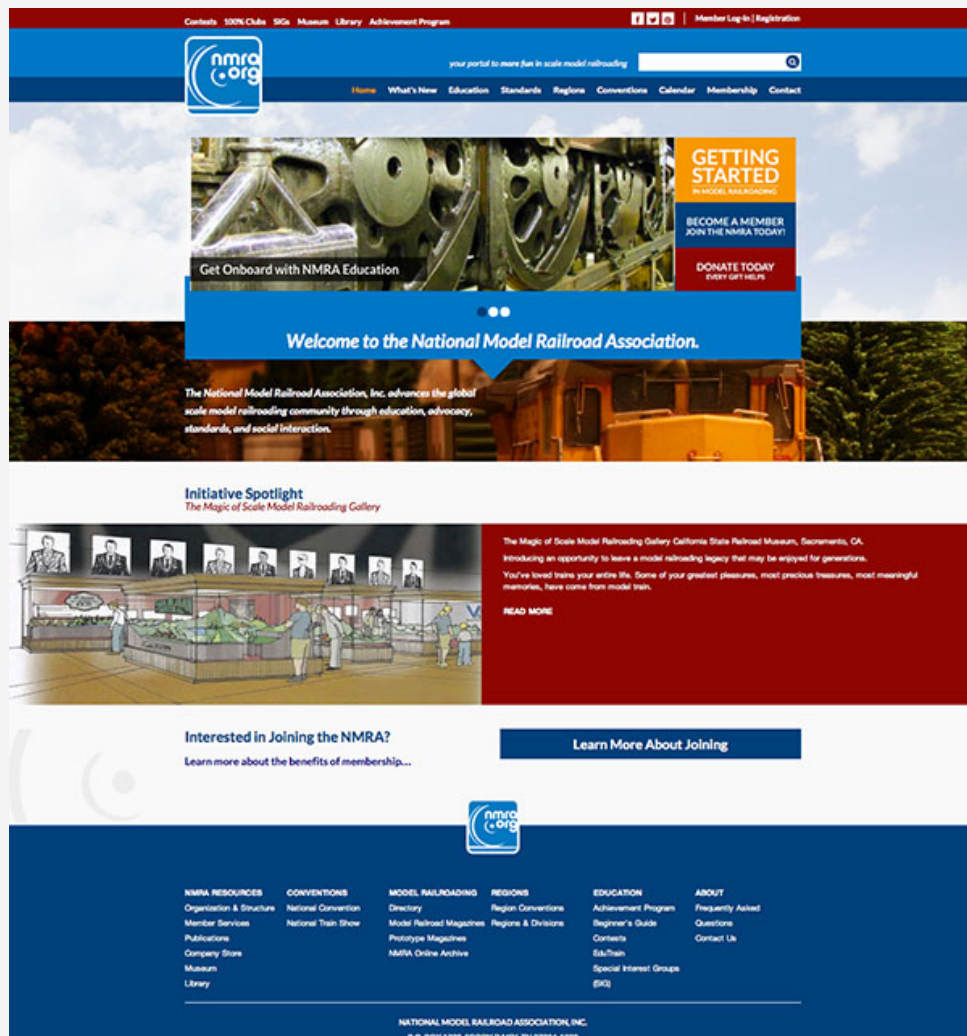 Contests 100% Clubs SIGs Museum Library Achievement Program
Member Log-in | Registration
nmra
.org
your portal to more fun in scale model railroading
Home What's New Education Standards Regions Conventions Calendar Membership Contact
GETTING
STARTED
IN MODEL RAILROADING
BECOME A MEMBER
JOIN THE NMRA TODAY!
DONATE TODAY
EVERY GIFT HELPS
Get Onboard with NMRA Education
Welcome to the National Model Railroad Association.
The National Model Railroad Association, Inc. advances the global
scale model railroading community through education, advocacy,
standards, and social interaction.
Initiative Spotlight
The Magic of Scale Model Railroading Gallery
The Magic of Scale Model Railroading Gallery California State Railroad Museum, Sacramento, CA.
Introducing an opportunity to leave a model railroading legacy that may be enjoyed for generations.
You've loved trains your entire life. Some of your greatest pleasures, most precious treasures, most meaningful
memories, have come from model train.
READ MORE
Interested in Joining the NMRA?
Learn more about the benefits of membership...
Learn More About Joining
nmra
.org
NMRA RESOURCES CONVENTIONS MODEL RAILROADING REGIONS EDUCATION ABOUT
Organization & Structure National Convention Directory Region Conventions Achievement Program Frequently Asked
Member Services National Train Show Model Railroad Magazines Regions & Divisions Beginner's Guide Questions
Publications Prototype Magazines Contests Contact Us
Company Store NMRA Online Archive EduTrain
Museum Special Interest Groups
Library (SIG)
NATIONAL MODEL RAILROAD ASSOCIATION, INC.